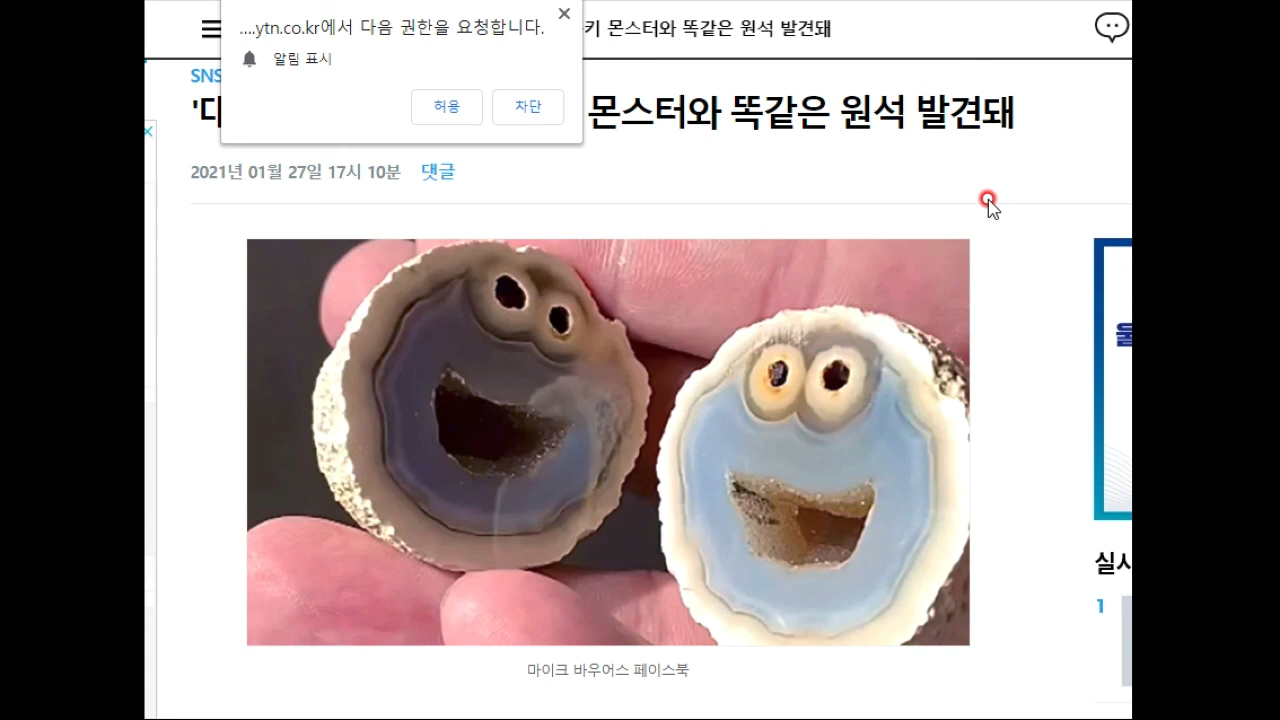 ....ytn.co.kr에서 다음 권한을 요청합니다.
알림 표시
허용
차단
키 몬스터와 똑같은 원석 발견돼
SNS
몬스터와 똑같은 원석 발견돼
2021년 01월 27일 17시 10분 댓글
마이크 바우어스 페이스북
1